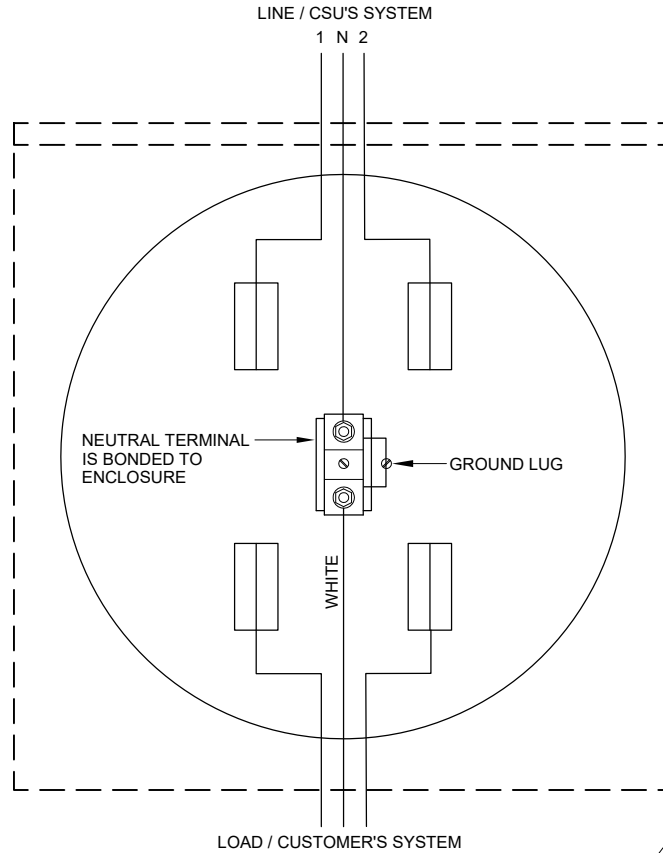 LINE / CSU'S SYSTEM
1 N 2
NEUTRAL TERMINAL
IS BONDED TO
ENCLOSURE
GROUND LUG
WHITE
LOAD / CUSTOMER'S SYSTEM